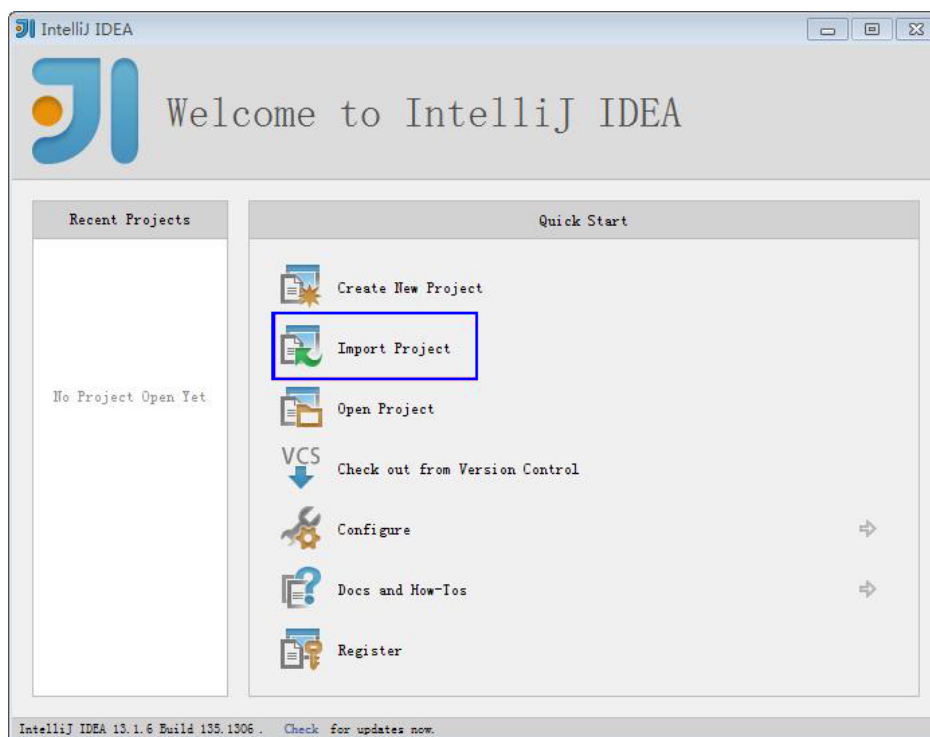 IntelliJ IDEA
Welcome to IntelliJ IDEA
Recent Projects
No Project Open Yet
Quick Start
Create New Project
Import Project
Open Project
VCS
Check out from Version Control
Configure
Docs and How-Tos
Register
IntelliJ IDEA 13.1.6 Build 135.1306 . Check for updates now.